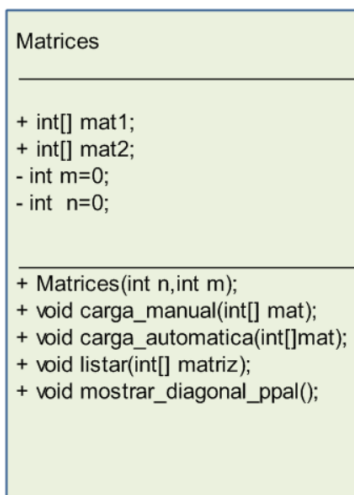 Matrices
+ int[] mat1;
+ int[] mat2;
- int m=0;
- int  n=0;
+ Matrices(int n,int m);
+ void carga_manual(int[] mat);
+ void carga_automatica(int[]mat);
+ void listar(int[] matriz);
+ void mostrar_diagonal_ppal();